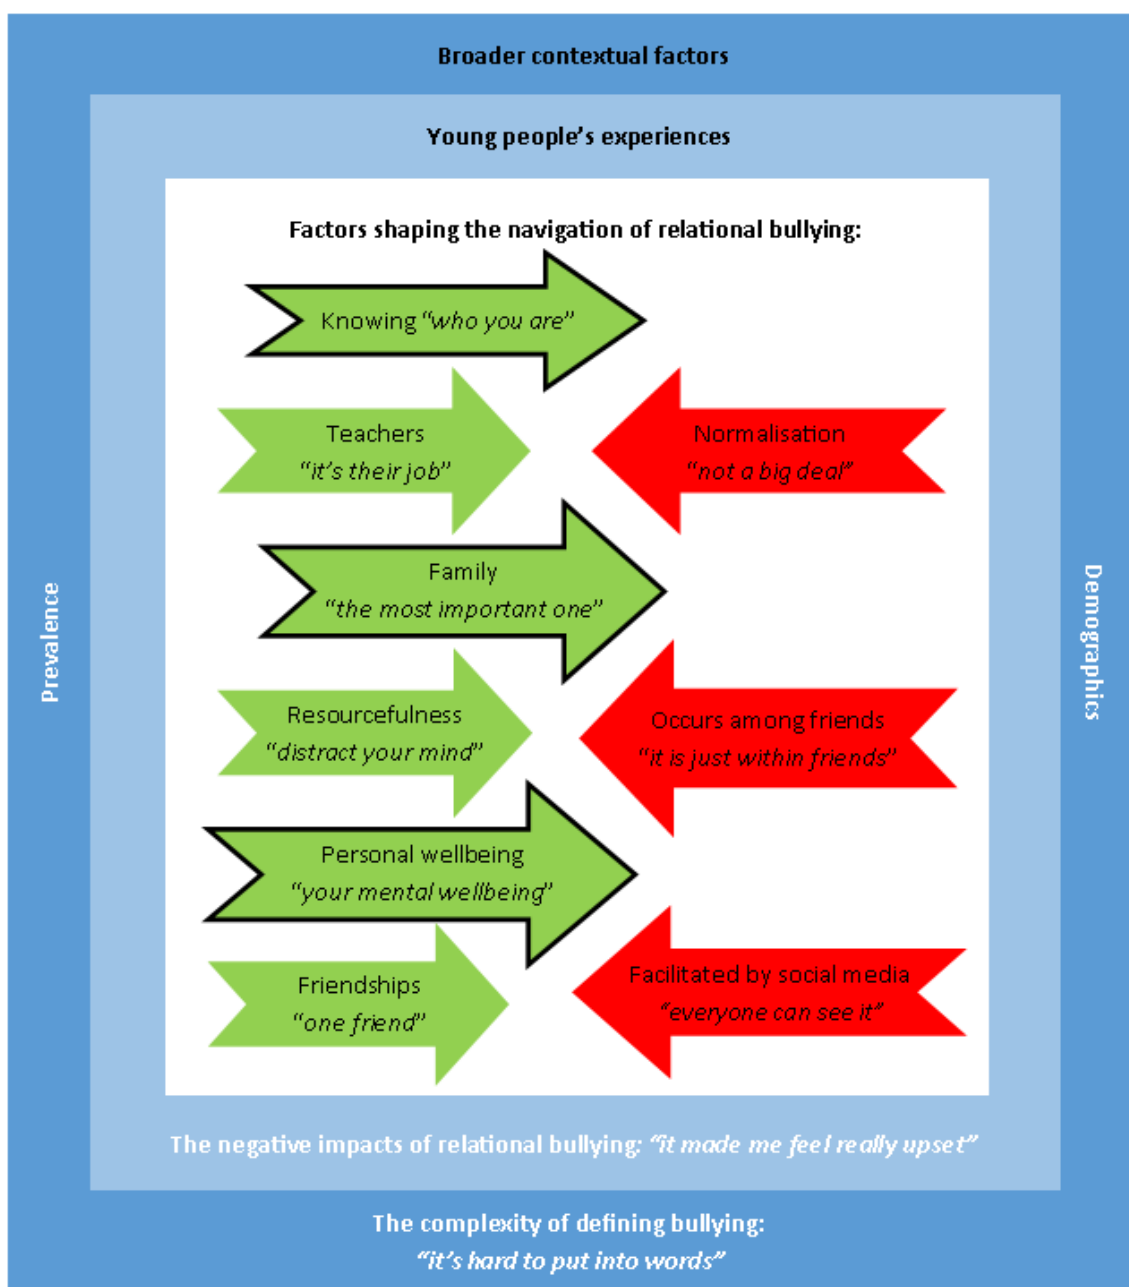 Broader contextual factors
Young people’s experiences
Factors shaping the navigation of relational bullying:
Knowing “who you are”
Teachers
“it’s their job”
Normalisation
“not a big deal”
Family
“the most important one”
Prevalence
Demographics
Resourcefulness
“distract your mind”
Occurs among friends
“it is just within friends”
Personal wellbeing
“your mental wellbeing”
Friendships
“one friend”
Facilitated by social media
“everyone can see it”
The negative impacts of relational bullying: “it made me feel really upset”
The complexity of defining bullying:
“it’s hard to put into words”